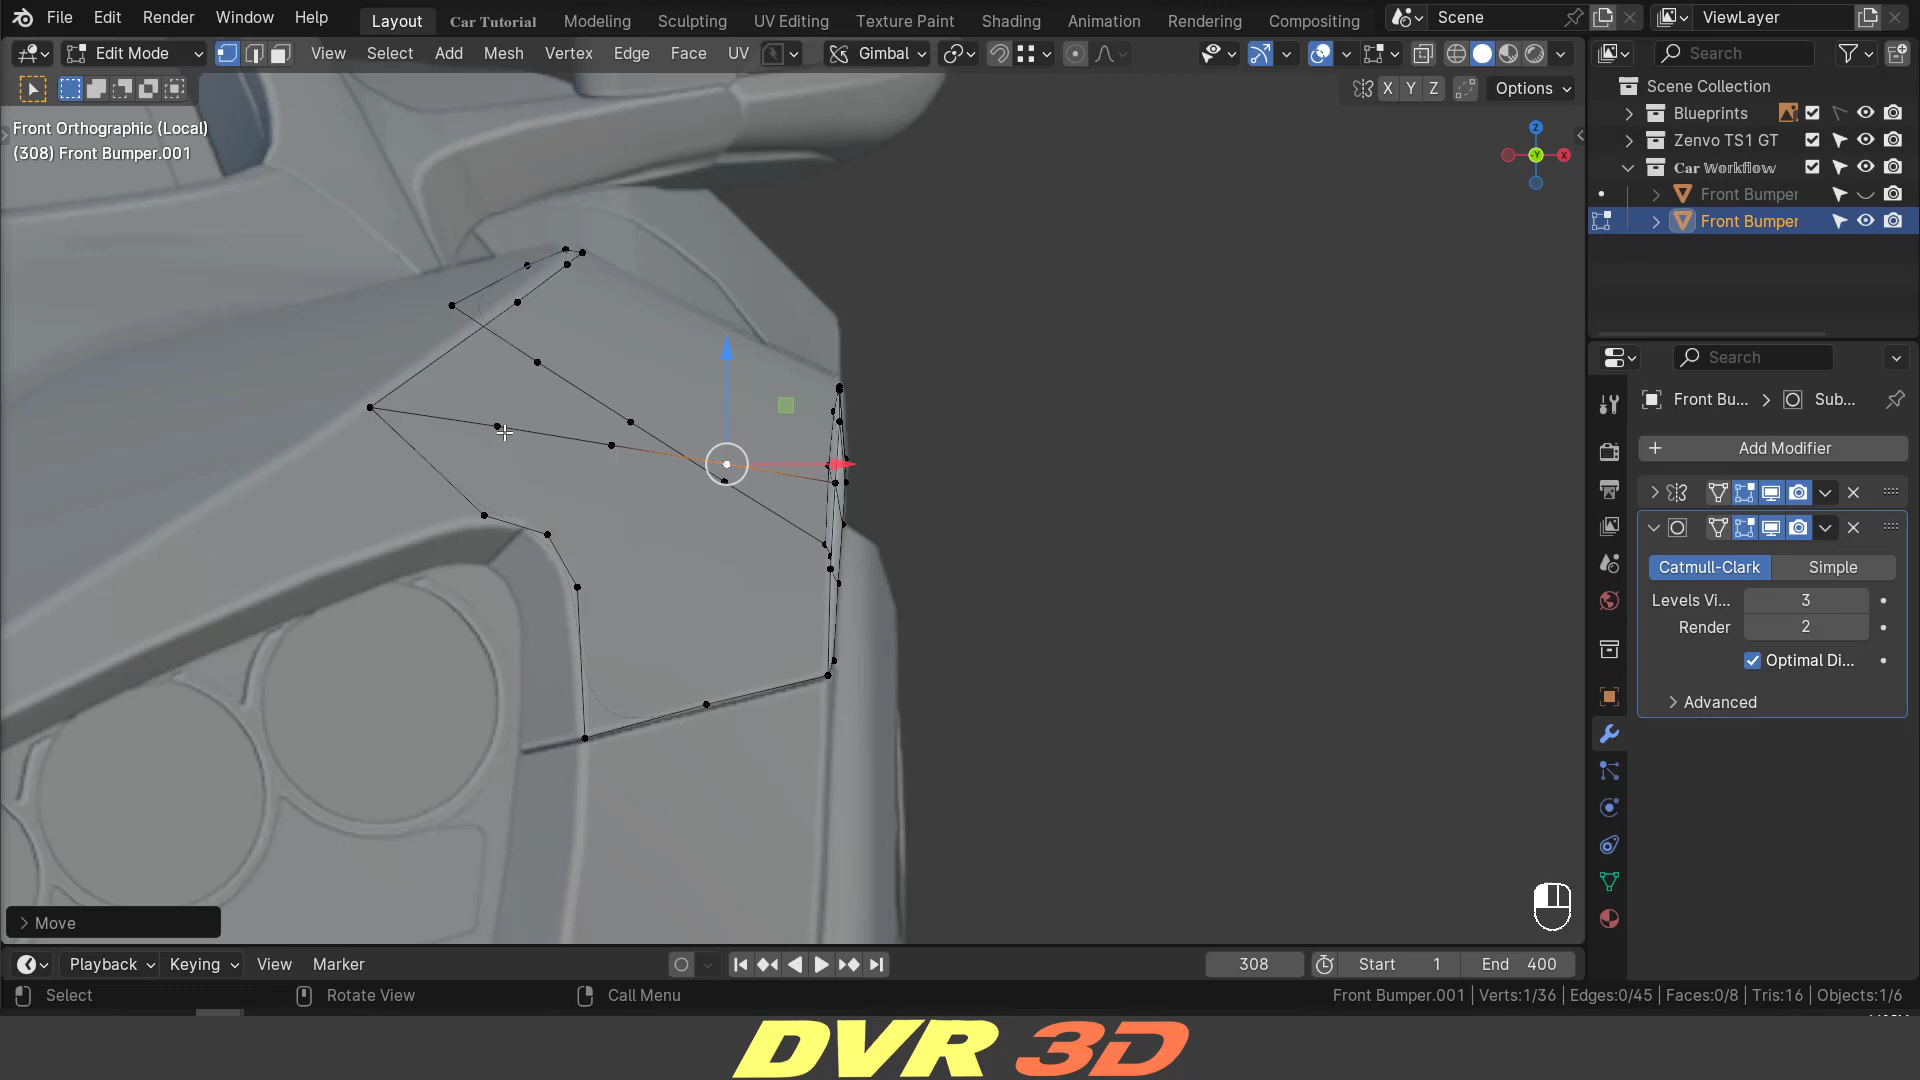 File Edit Render Window Help Layout Car Tutorial Modeling Sculpting UV Editing Texture Paint Shading Animation Rendering Compositing Scene ViewLayer
Edit Mode View Select Add Mesh Vertex Edge Face UV Gimbal Search
X Y Z Options
Front Orthographic (Local)
(308) Front Bumper.001
Z
-Y
X
Scene Collection
Blueprints
Zenvo TS1 GT
Car Workflow
Front Bumper
Front Bumper
Search
Front Bu... Sub...
Add Modifier
Catmull-Clark Simple
Levels Vi... 3
Render 2
Optimal Di...
Advanced
Move
Playback Keying View Marker 308 Start 1 End 400
Select Rotate View Call Menu Front Bumper.001 | Verts:1/36 | Edges:0/45 | Faces:0/8 | Tris:16 | Objects:1/6
DVR 3D